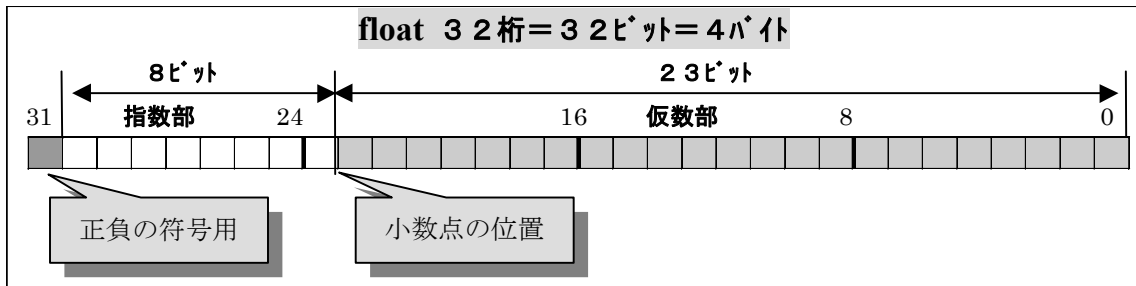 float ３２桁＝３２ﾋﾞｯﾄ＝４ﾊﾞｲﾄ
８ﾋﾞｯﾄ ２３ﾋﾞｯﾄ
31 指数部 24 16 仮数部 8 0
正負の符号用 小数点の位置